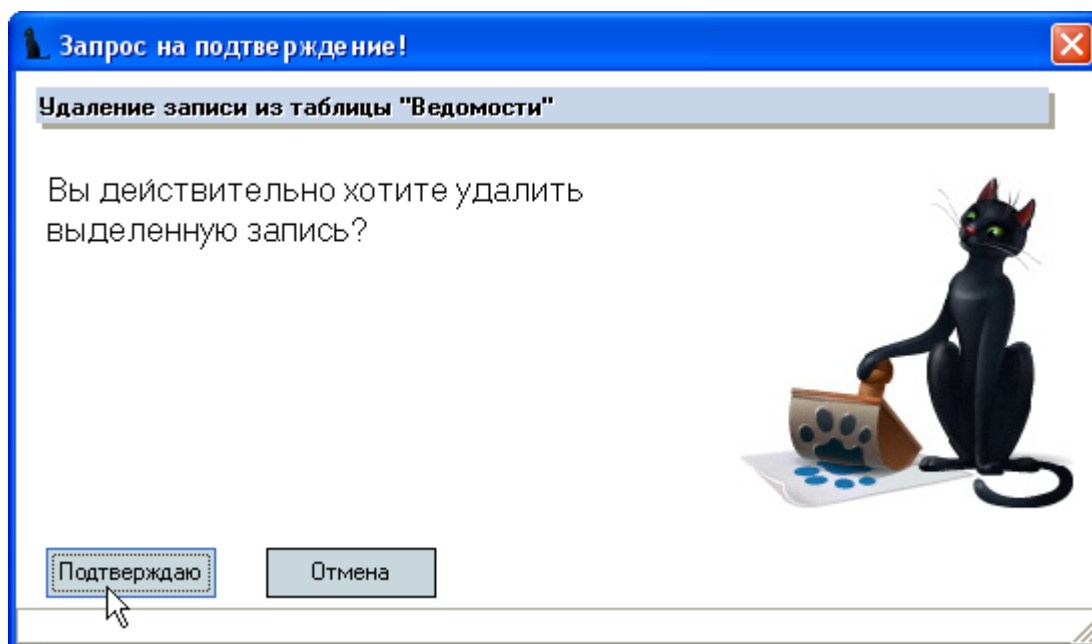 Запрос на подтверждение!
Удаление записи из таблицы "Ведомости"
Вы действительно хотите удалить
выделенную запись?
Подтверждаю
Отмена